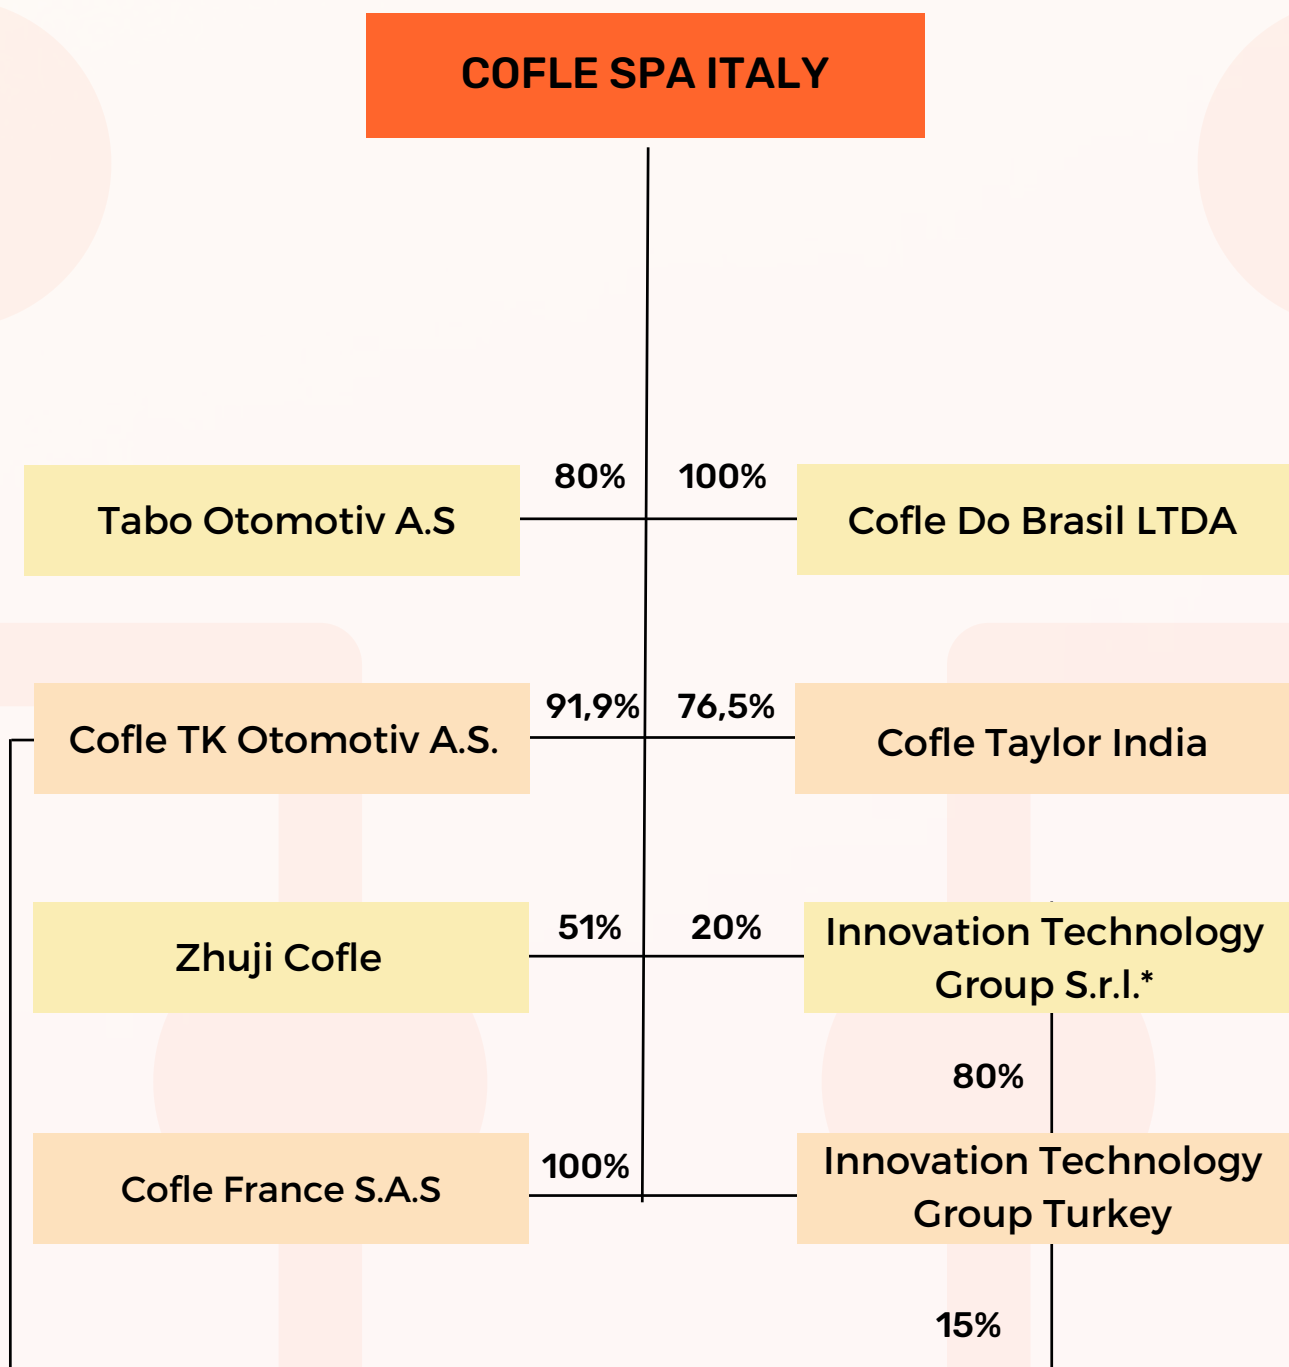 COFLE SPA ITALY
80%
100%
Tabo Otomotiv A.S
Cofle Do Brasil LTDA
91,9%
76,5%
Cofle TK Otomotiv A.S.
Cofle Taylor India
51%
20%
Zhuji Cofle
Innovation Technology
Group S.r.l.*
80%
100%
Cofle France S.A.S
Innovation Technology
Group Turkey
15%